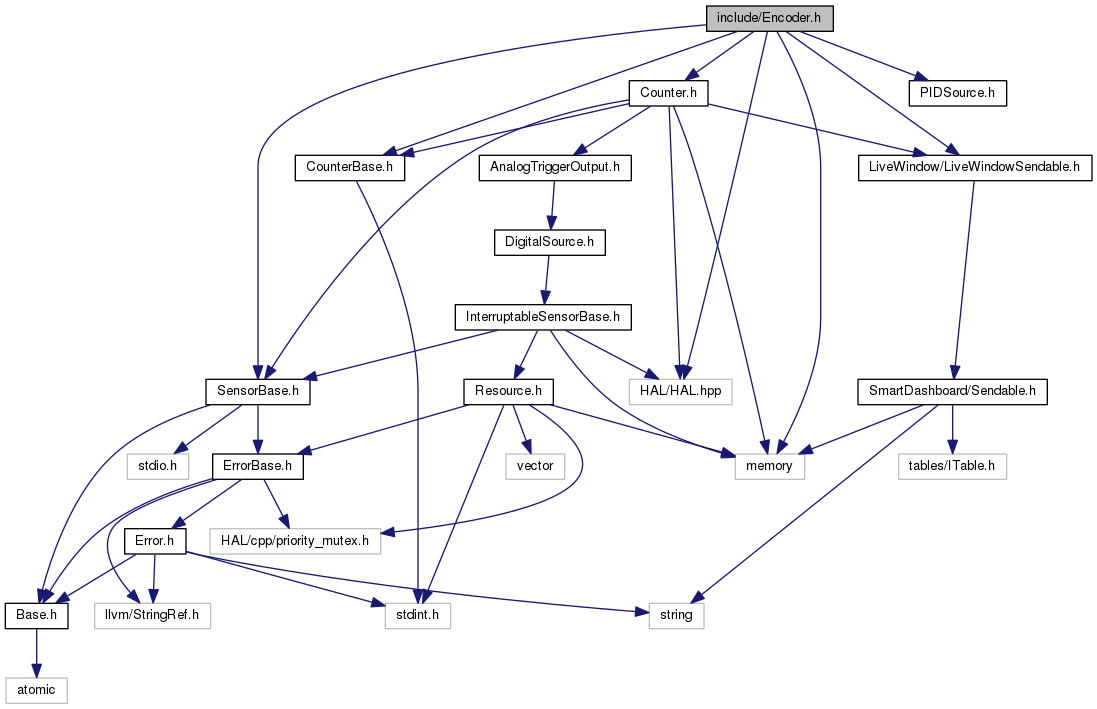 include/Encoder.h
Counter.h
PIDSource.h
CounterBase.h
AnalogTriggerOutput.h
LiveWindow/LiveWindowSendable.h
DigitalSource.h
InterruptableSensorBase.h
SensorBase.h
Resource.h
HAL/HAL.hpp
SmartDashboard/Sendable.h
stdio.h
ErrorBase.h
vector
memory
tables/ITable.h
Error.h
HAL/cpp/priority_mutex.h
Base.h
llvm/StringRef.h
stdint.h
string
atomic